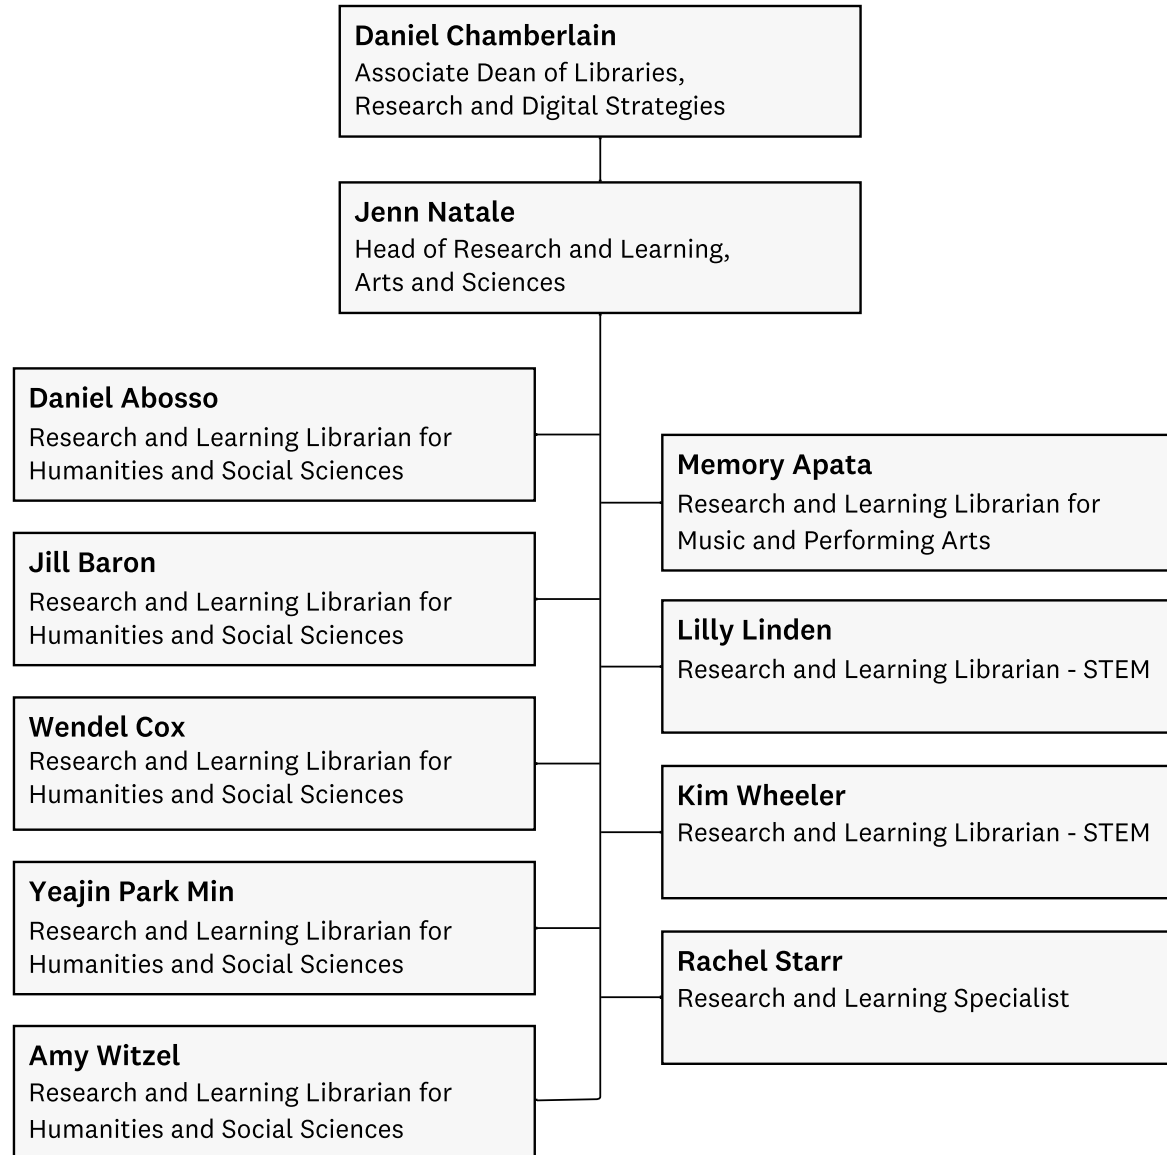 Daniel Chamberlain
Associate Dean of Libraries,
Research and Digital Strategies
Jenn Natale
Head of Research and Learning,
Arts and Sciences
Daniel Abosso
Research and Learning Librarian for
Humanities and Social Sciences
Jill Baron
Research and Learning Librarian for
Humanities and Social Sciences
Wendel Cox
Research and Learning Librarian for
Humanities and Social Sciences
Yeajin Park Min
Research and Learning Librarian for
Humanities and Social Sciences
Amy Witzel
Research and Learning Librarian for
Humanities and Social Sciences
Memory Apata
Research and Learning Librarian for
Music and Performing Arts
Lilly Linden
Research and Learning Librarian - STEM
Kim Wheeler
Research and Learning Librarian - STEM
Rachel Starr
Research and Learning Specialist